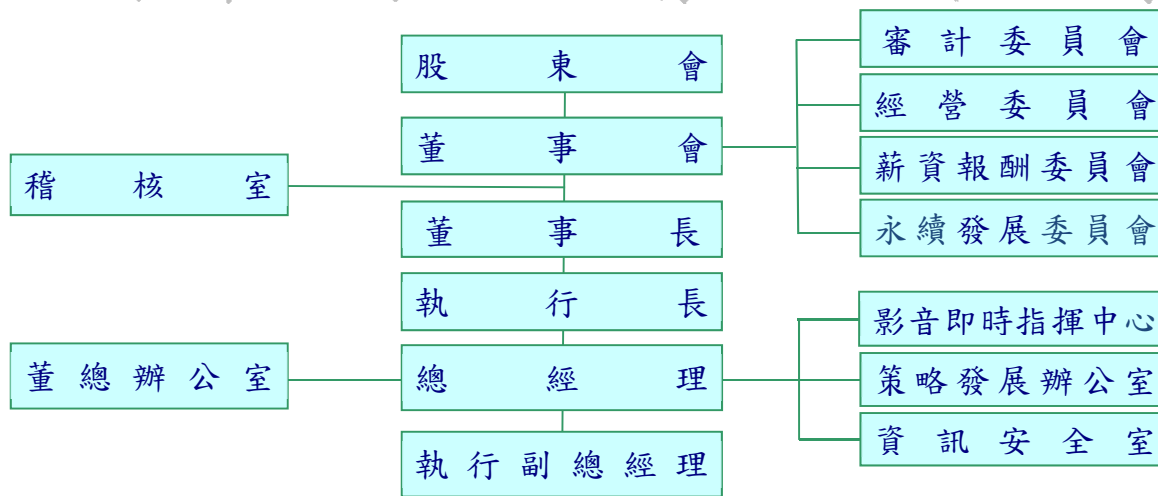 股東會
董事會
稽核室
董事長
執行長
董總辦公室
總經理
執行副總經理
審計委員會
經營委員會
薪資報酬委員會
永續發展委員會
影音即時指揮中心
策略發展辦公室
資訊安全室